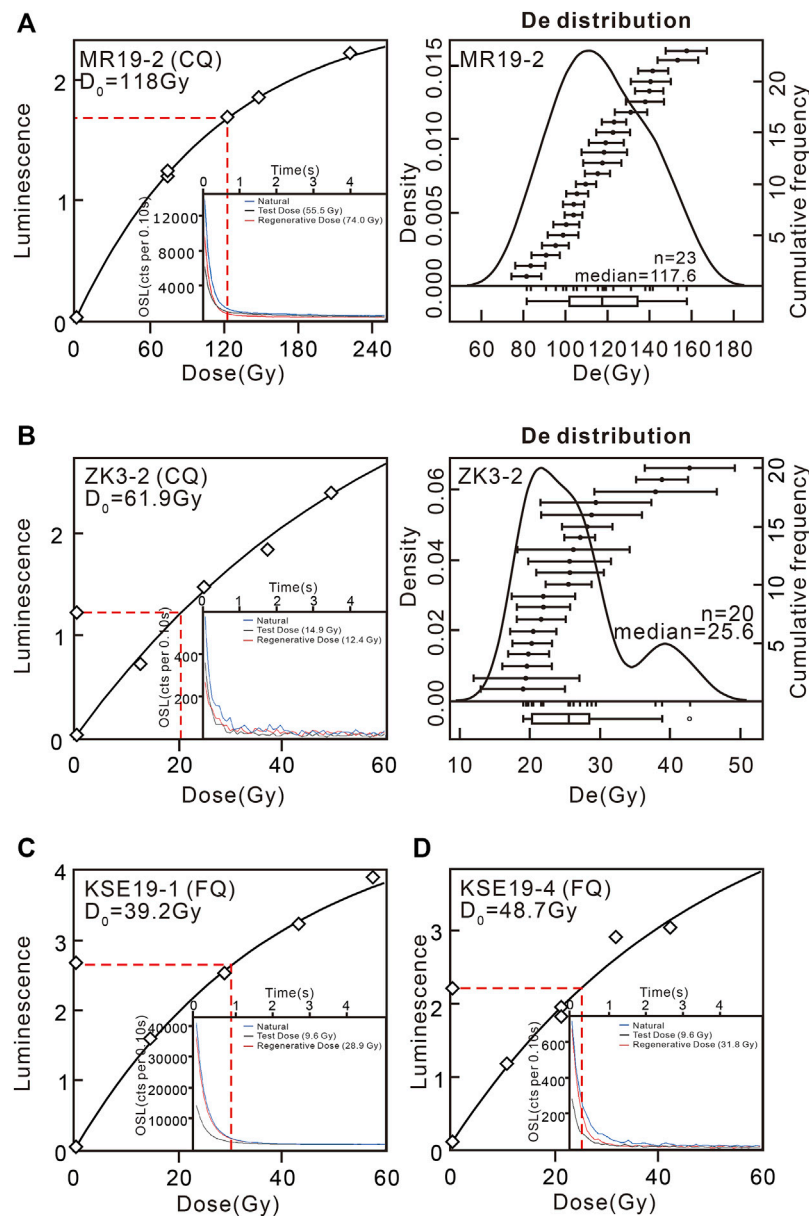 A
MR19-2 (CQ)
D0=118Gy
Luminescence
2
1
0
0
60
120
180
240
Dose(Gy)
Time(s)
0 1 2 3 4
OSL(cts per 0.10s)
12000
8000
4000
Natural
Test Dose (55.5 Gy)
Regenerative Dose (74.0 Gy)
De distribution
MR19-2
Density
0.015
0.010
0.005
0.000
Cumulative frequency
20
15
10
5
n=23
median=117.6
60 80 100 120 140 160 180
De(Gy)
B
ZK3-2 (CQ)
D0=61.9Gy
Luminescence
2
1
0
0 20 40 60
Dose(Gy)
Time(s)
0 1 2 3 4
OSL(cts per 0.10s)
400
200
Natural
Test Dose (14.9 Gy)
Regenerative Dose (12.4 Gy)
De distribution
ZK3-2
Density
0.06
0.04
0.02
0.00
Cumulative frequency
20
15
10
5
n=20
median=25.6
10 20 30 40 50
De(Gy)
C
KSE19-1 (FQ)
D0=39.2Gy
Luminescence
4
3
2
1
0
0 20 40 60
Dose(Gy)
Time(s)
0 1 2 3 4
OSL(cts per 0.10s)
40000
30000
20000
10000
Natural
Test Dose (9.6 Gy)
Regenerative Dose (28.9 Gy)
D
KSE19-4 (FQ)
D0=48.7Gy
Luminescence
3
2
1
0
0 20 40 60
Dose(Gy)
Time(s)
0 1 2 3 4
OSL(cts per 0.10s)
600
400
200
Natural
Test Dose (9.6 Gy)
Regenerative Dose (31.8 Gy)